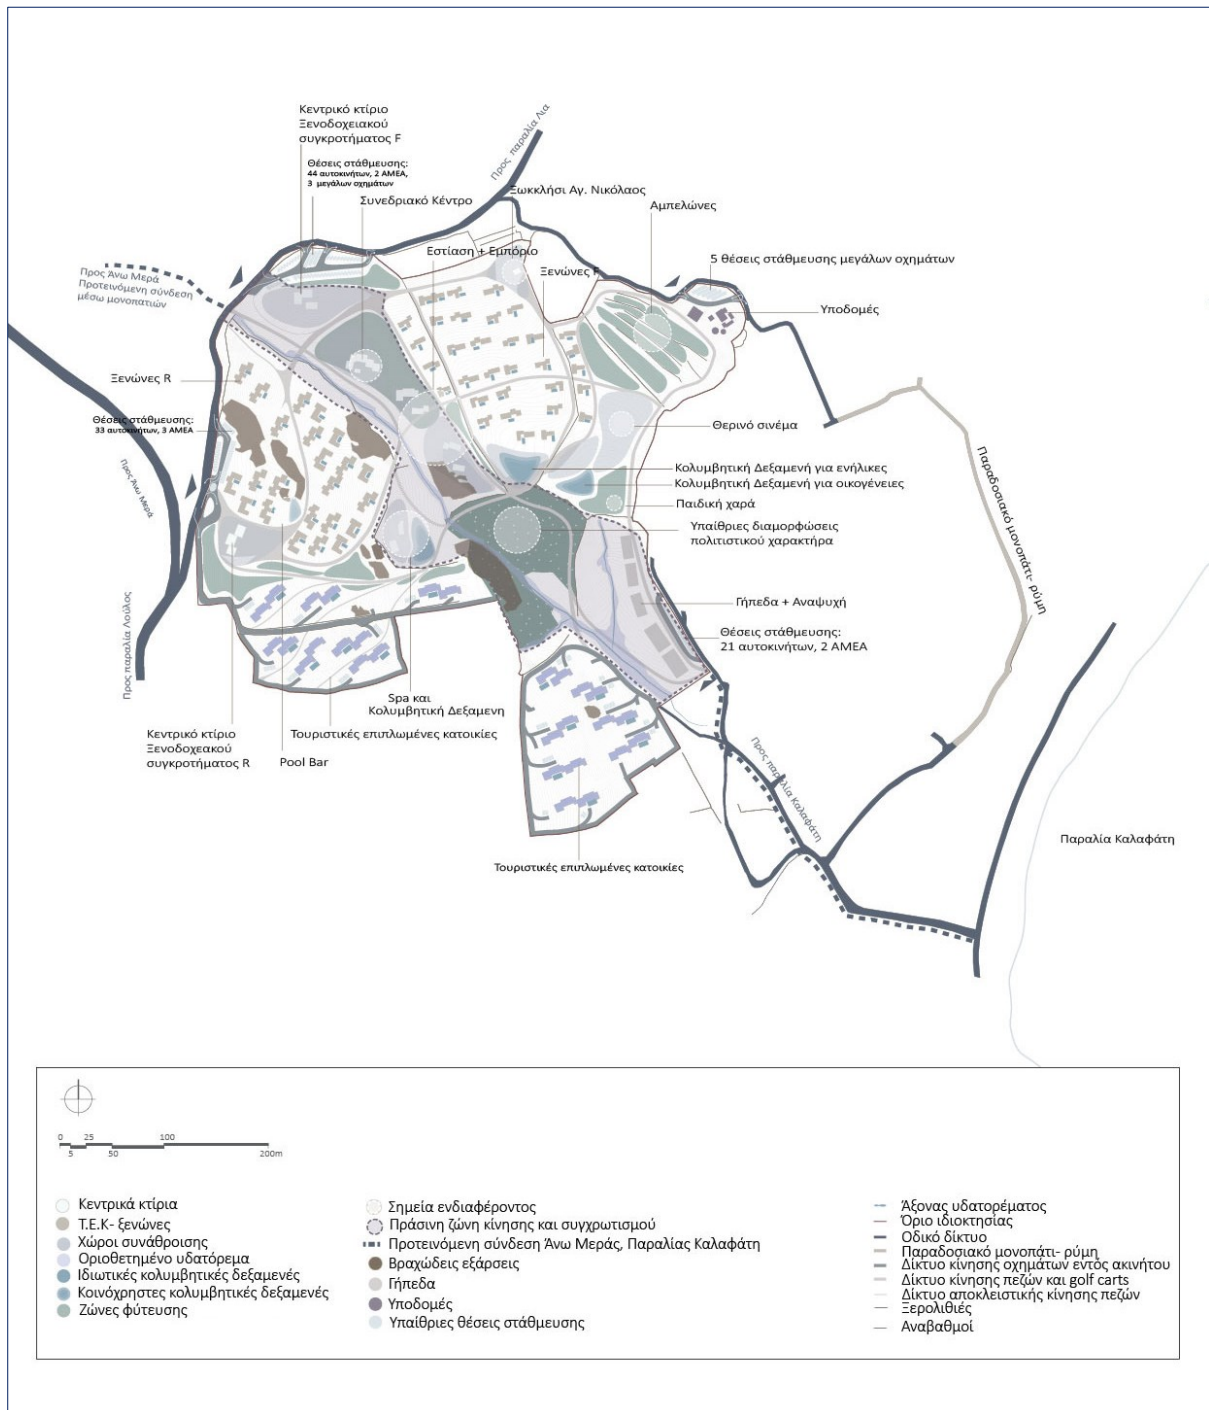 Κεντρικό κτίριο
Ξενοδοχειακού
συγκροτήματος F
Θέσεις στάθμευσης:
44 αυτοκινήτων, 2 ΑΜΕΑ,
3 μεγάλων οχημάτων
Συνεδριακό Κέντρο
Προς παραλία Λια
Ξωκκλήσι Αγ. Νικόλαος
Αμπελώνες
Εστίαση + Εμπόριο
Ξενώνες F
5 θέσεις στάθμευσης μεγάλων οχημάτων
Υποδομές
Προς Άνω Μερά
Προτεινόμενη σύνδεση
μέσω μονοπατιών
Ξενώνες R
Θέσεις στάθμευσης:
33 αυτοκινήτων, 3 ΑΜΕΑ
Προς Άνω Μερά
Θερινό σινέμα
Κολυμβητική Δεξαμενή για ενήλικες
Κολυμβητική Δεξαμενή για οικογένειες
Παιδική χαρά
Υπαίθριες διαμορφώσεις
πολιτιστικού χαρακτήρα
Παραδοσιακό μονοπάτι- ρύμη
Γήπεδα + Αναψυχή
Θέσεις στάθμευσης:
21 αυτοκινήτων, 2 ΑΜΕΑ
Προς παραλία Λούλος
Spa και
Κολυμβητική Δεξαμενη
Κεντρικό κτίριο
Ξενοδοχεακού
συγκροτήματος R
Τουριστικές επιπλωμένες κατοικίες
Pool Bar
Προς παραλία Καλαφάτη
Παραλία Καλαφάτη
Τουριστικές επιπλωμένες κατοικίες
0 25 100
5 50 200m
Κεντρικά κτίρια
Τ.Ε.Κ- ξενώνες
Χώροι συνάθροισης
Οριοθετημένο υδατόρεμα
Ιδιωτικές κολυμβητικές δεξαμενές
Κοινόχρηστες κολυμβητικές δεξαμενές
Ζώνες φύτευσης
Σημεία ενδιαφέροντος
Πράσινη ζώνη κίνησης και συγχρωτισμού
Προτεινόμενη σύνδεση Άνω Μεράς, Παραλίας Καλαφάτη
Βραχώδεις εξάρσεις
Γήπεδα
Υποδομές
Υπαίθριες θέσεις στάθμευσης
Άξονας υδατορέματος
Όριο ιδιοκτησίας
Οδικό δίκτυο
Παραδοσιακό μονοπάτι- ρύμη
Δίκτυο κίνησης οχημάτων εντός ακινήτου
Δίκτυο κίνησης πεζών και golf carts
Δίκτυο αποκλειστικής κίνησης πεζών
Ξερολιθιές
Αναβαθμοί